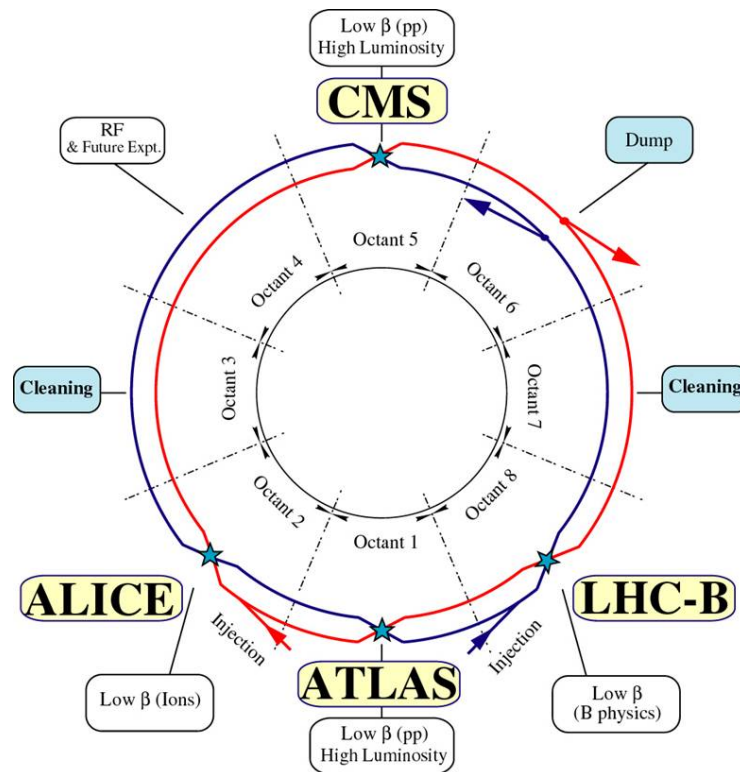 Low β (pp)
High Luminosity
CMS
RF
& Future Expt.
Dump
Octant 5
Octant 4
Octant 6
Cleaning
Octant 3
Octant 7
Cleaning
Octant 2
Octant 8
Octant 1
ALICE
LHC-B
Injection
Injection
ATLAS
Low β (Ions)
Low β
(B physics)
Low β (pp)
High Luminosity